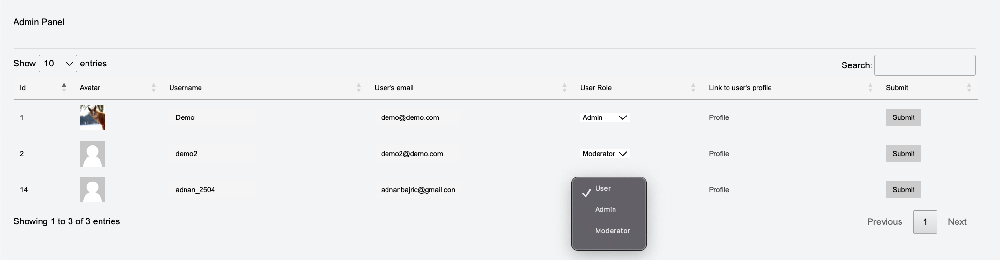 Admin Panel
Show 10 entries
Search:
Id Avatar Username User's email User Role Link to user's profile Submit
1 Demo demo@demo.com Admin Profile Submit
2 demo2 demo2@demo.com Moderator Profile Submit
14 adnan_2504 adnanbajric@gmail.com User Profile Submit
Admin
Moderator
Showing 1 to 3 of 3 entries
Previous 1 Next